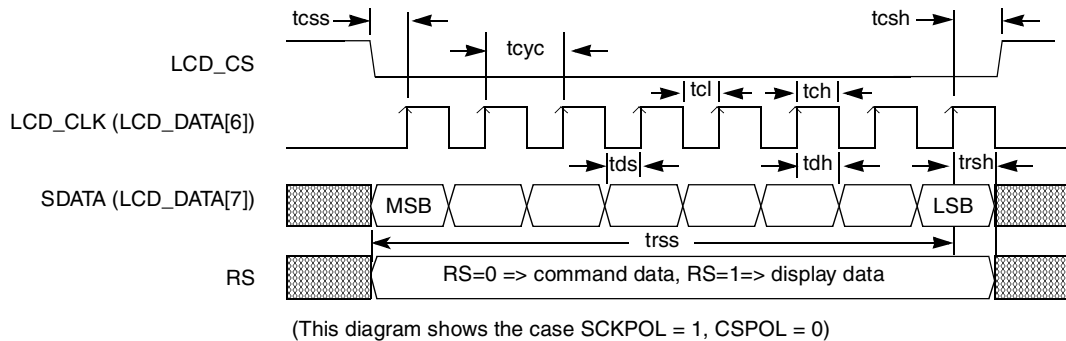 tcss
tcsh
LCD_CS
tcyc
tcl
tch
LCD_CLK (LCD_DATA[6])
tds
tdh
trsh
SDATA (LCD_DATA[7])
MSB
LSB
trss
RS
RS=0 => command data, RS=1=> display data
(This diagram shows the case SCKPOL = 1, CSPOL = 0)